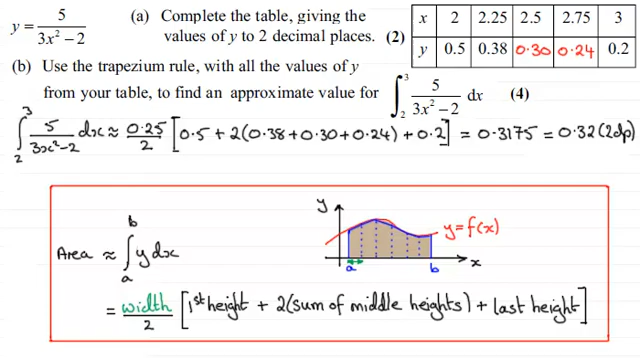 y = 5/(3x² − 2)
(a) Complete the table, giving the values of y to 2 decimal places. (2)
x 2 2.25 2.5 2.75 3
y 0.5 0.38 0.30 0.24 0.2
(b) Use the trapezium rule, with all the values of y
from your table, to find an approximate value for ∫₂³ 5/(3x² − 2) dx (4)
∫₂³ 5/(3x²−2) dx ≈ 0.25/2 [0.5 + 2(0.38+0.30+0.24) + 0.2] = 0.3175 = 0.32 (2dp)
Area ≈ ∫ₐᵇ y dx
y y=f(x)
a b x
= width/2 [1st height + 2(sum of middle heights) + last height]